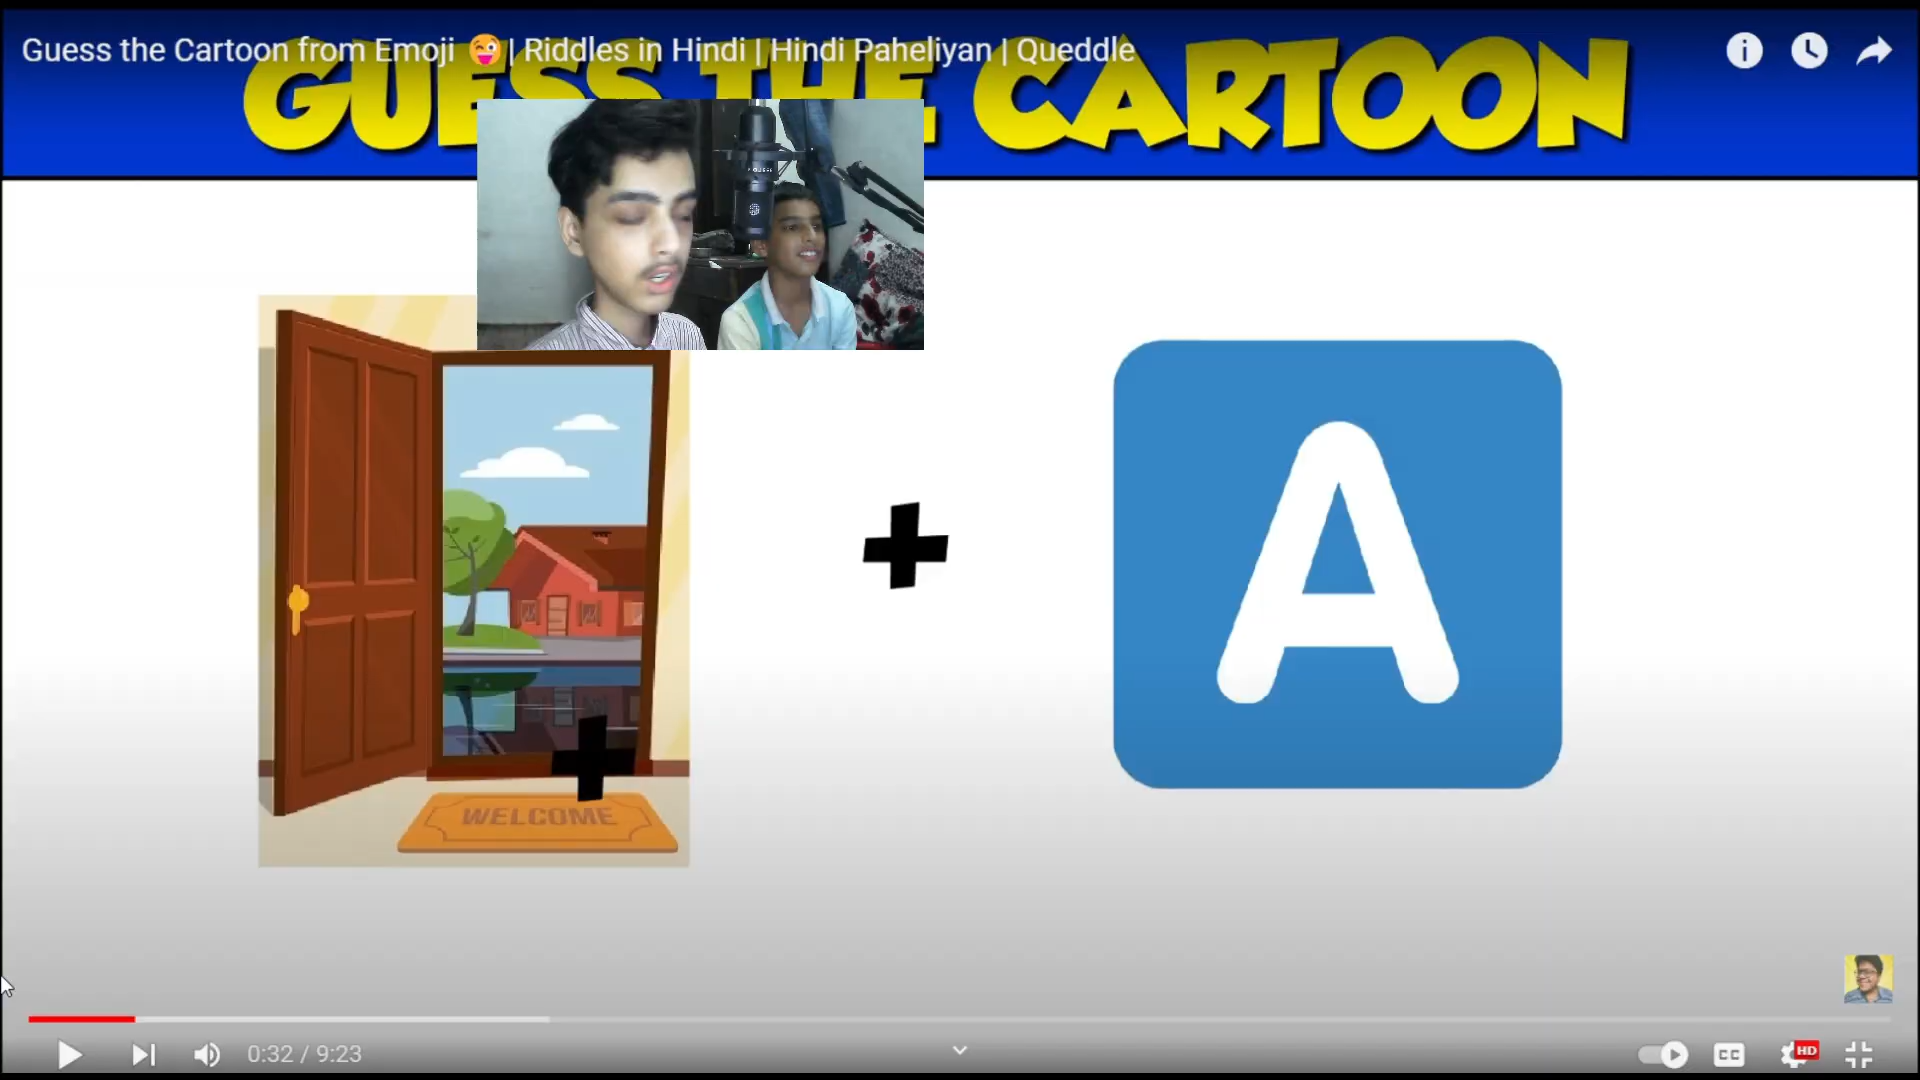 Guess the Cartoon from Emoji 😜 | Riddles in Hindi | Hindi Paheliyan | Queddle
GUESS THE CARTOON
A
WELCOME
0:32 / 9:23
CC
HD